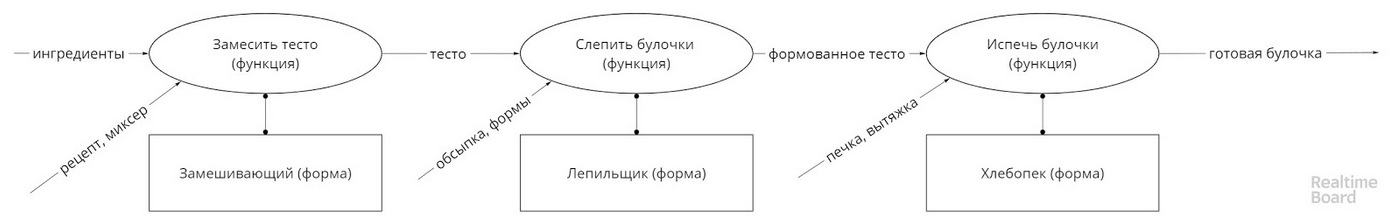 ингредиенты
Замесить тесто
(функция)
тесто
Слепить булочки
(функция)
формованное тесто
Испечь булочки
(функция)
готовая булочка
рецепт, миксер
обсыпка, формы
печка, вытяжка
Замешивающий (форма)
Лепильщик (форма)
Хлебопек (форма)
Realtime
Board